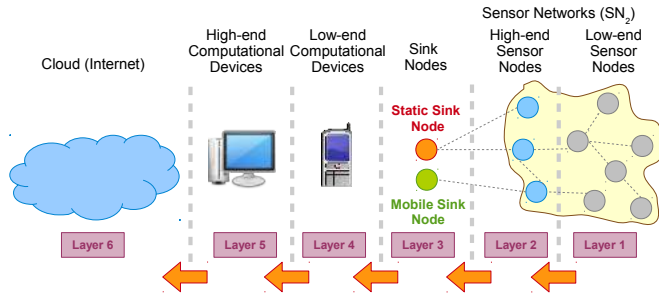 Sensor Networks (SN2)
Cloud (Internet)
High-end
Computational
Devices
Low-end
Computational
Devices
Sink
Nodes
High-end
Sensor
Nodes
Low-end
Sensor
Nodes
Static Sink
Node
Mobile Sink
Node
Layer 6
Layer 5
Layer 4
Layer 3
Layer 2
Layer 1